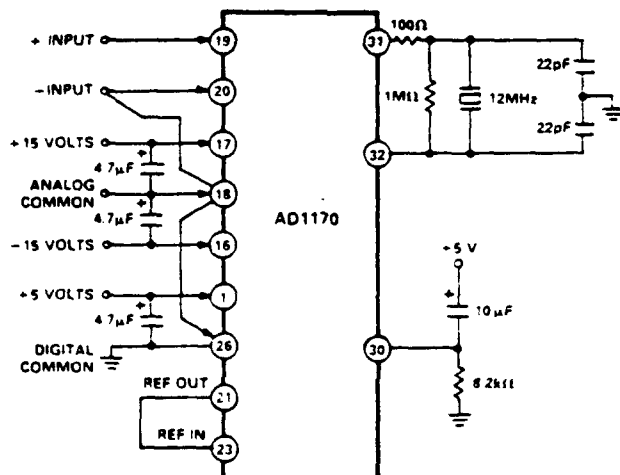 + INPUT
19
– INPUT
20
+15 VOLTS
17
4.7µF
ANALOG
COMMON
18
4.7µF
–15 VOLTS
16
+5 VOLTS
1
4.7µF
DIGITAL
COMMON
26
REF OUT
21
REF IN
23
AD1170
31
100Ω
1MΩ
12MHz
22pF
22pF
32
+5 V
+
10µF
30
8.2kΩ